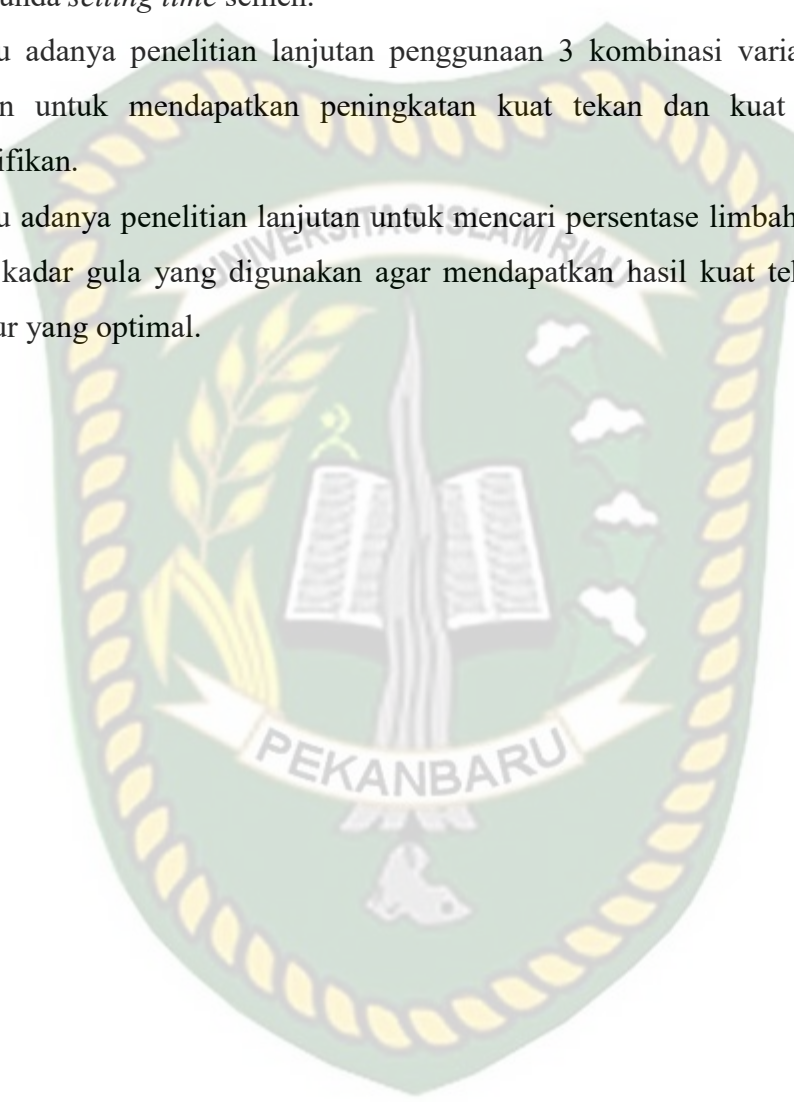 unda setting time semen.
u adanya penelitian lanjutan penggunaan 3 kombinasi varia
n untuk mendapatkan peningkatan kuat tekan dan kuat
ifikan.
u adanya penelitian lanjutan untuk mencari persentase limbah
kadar gula yang digunakan agar mendapatkan hasil kuat tek
ur yang optimal.
UNIVERSITAS ISLAM RIAU
PEKANBARU